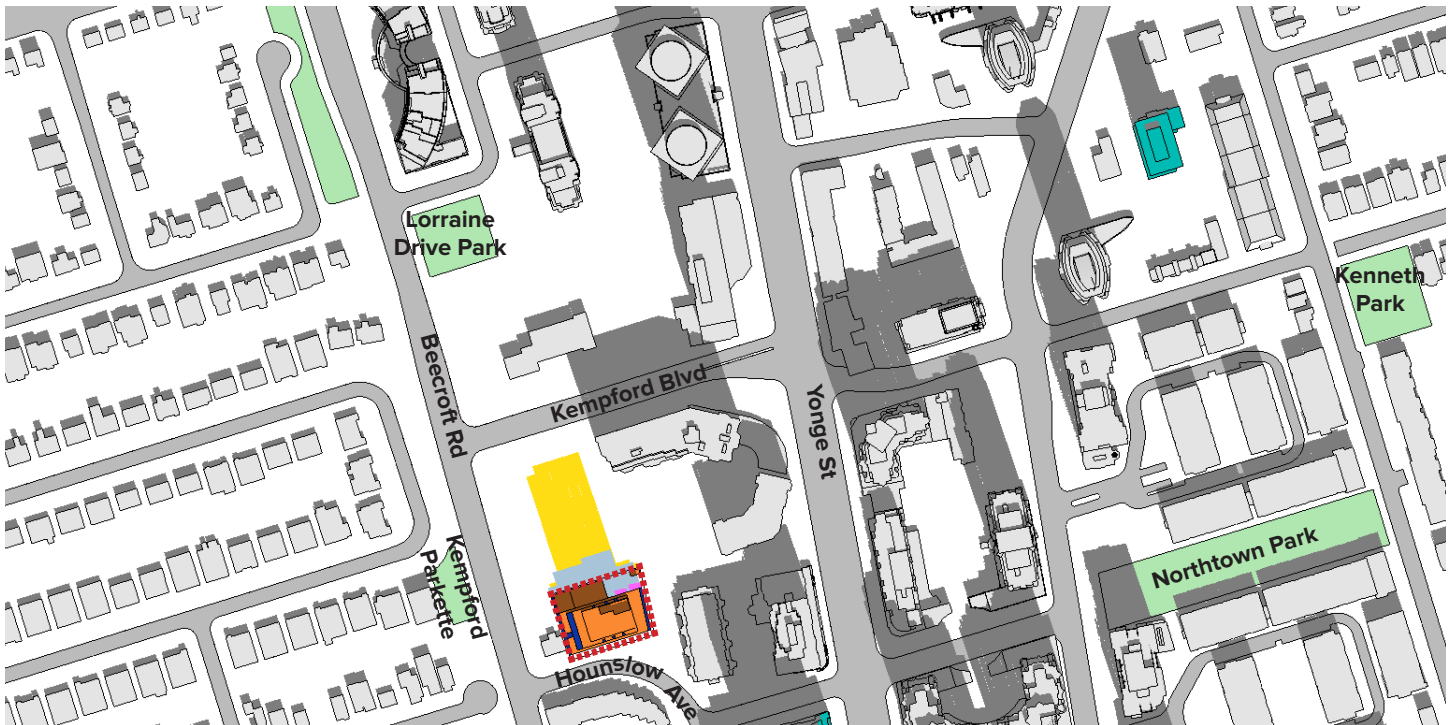 Lorraine
Drive Park
Kenneth
Park
Beecroft Rd
Kempford Blvd
Yonge St
Kempford
Parkette
Northtown Park
Hounslow Ave